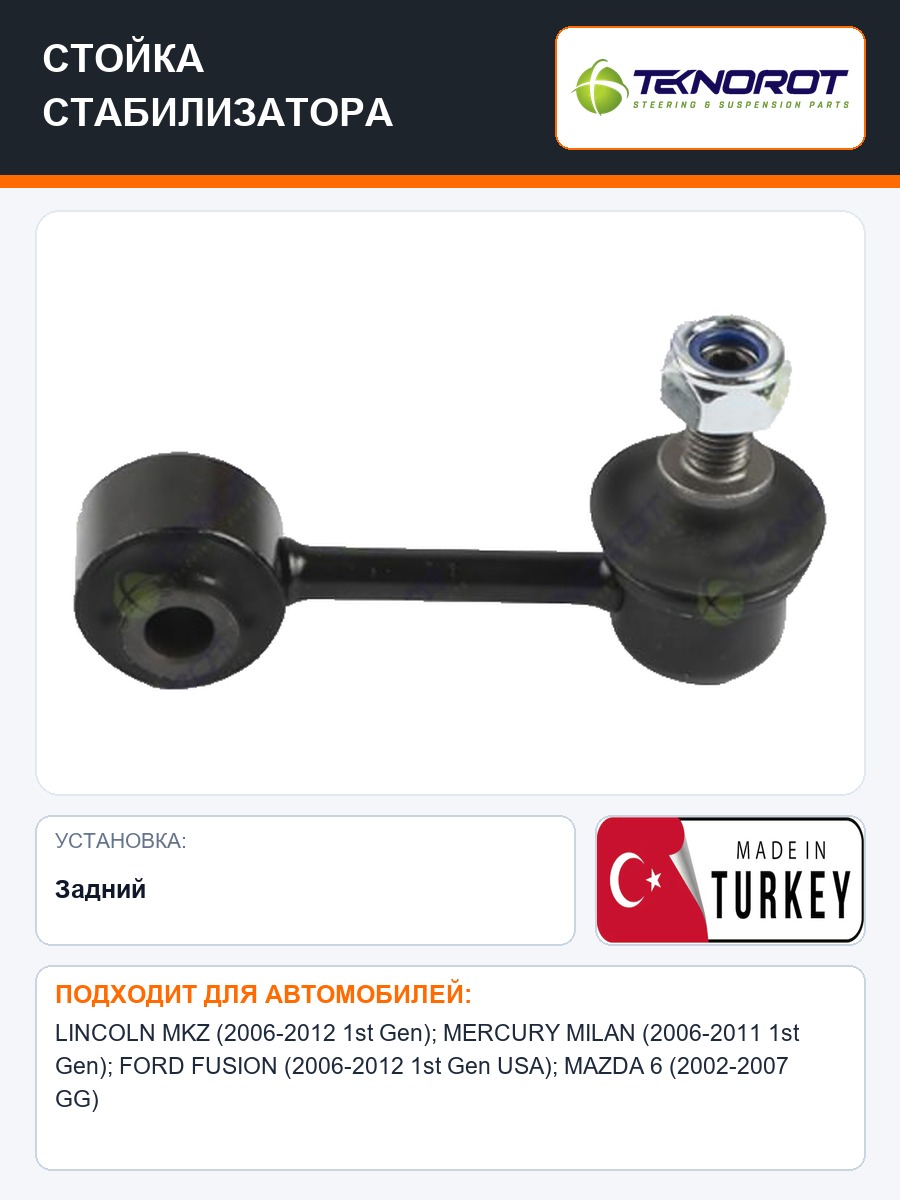 СТОЙКА
СТАБИЛИЗАТОРА
TEKNOROT
STEERING & SUSPENSION PARTS
УСТАНОВКА:
Задний
MADE IN
TURKEY
ПОДХОДИТ ДЛЯ АВТОМОБИЛЕЙ:
LINCOLN MKZ (2006-2012 1st Gen); MERCURY MILAN (2006-2011 1st
Gen); FORD FUSION (2006-2012 1st Gen USA); MAZDA 6 (2002-2007
GG)